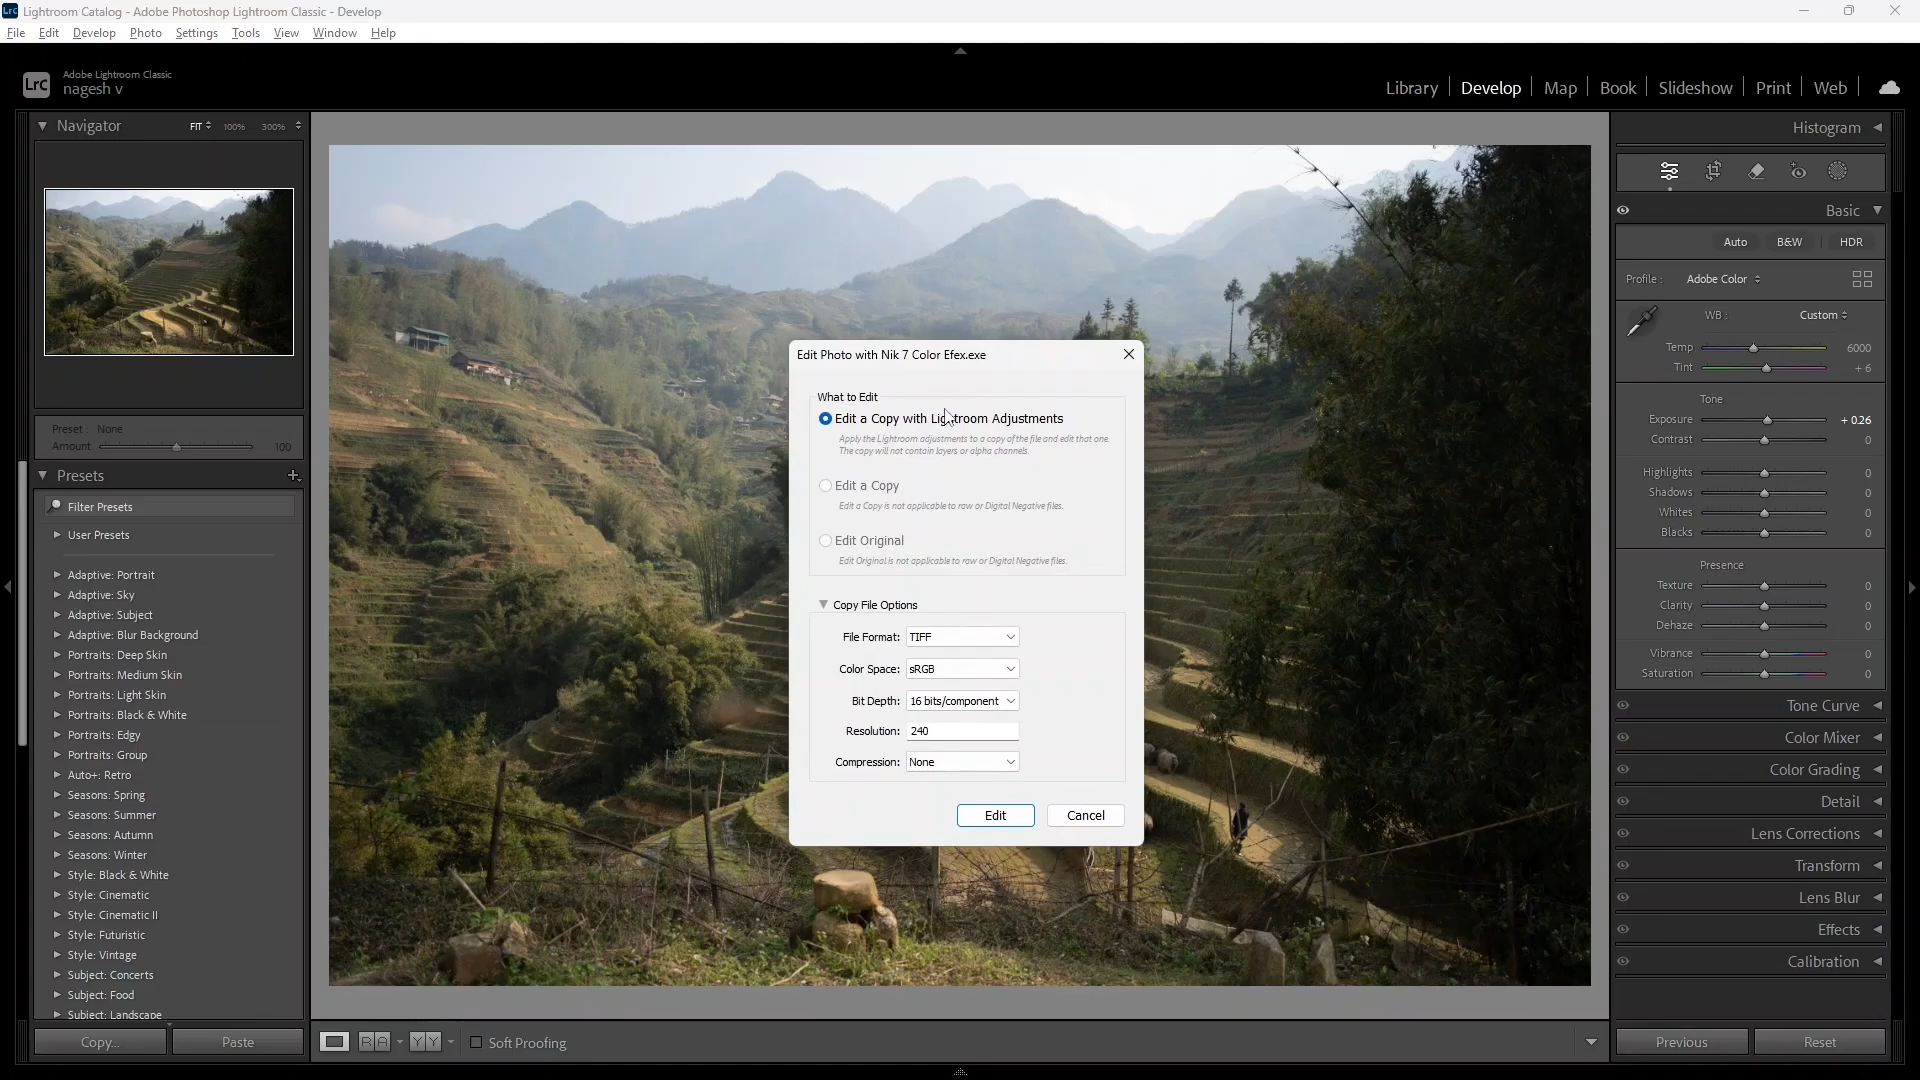 Lrc Lightroom Catalog - Adobe Photoshop Lightroom Classic - Develop
File Edit Develop Photo Settings Tools View Window Help
Lrc Adobe Lightroom Classic
nagesh v
Library Develop Map Book Slideshow Print Web
Navigator FIT 100% 300%
Preset: None
Amount 100
Presets
Filter Presets
User Presets
Adaptive: Portrait
Adaptive: Sky
Adaptive: Subject
Adaptive: Blur Background
Portraits: Deep Skin
Portraits: Medium Skin
Portraits: Light Skin
Portraits: Black & White
Portraits: Edgy
Portraits: Group
Auto+: Retro
Seasons: Spring
Seasons: Summer
Seasons: Autumn
Seasons: Winter
Style: Black & White
Style: Cinematic
Style: Cinematic II
Style: Futuristic
Style: Vintage
Subject: Concerts
Subject: Food
Subject: Landscape
Copy... Paste
Edit Photo with Nik 7 Color Efex.exe
What to Edit
Edit a Copy with Lightroom Adjustments
Apply the Lightroom adjustments to a copy of the file and edit that one.
The copy will not contain layers or alpha channels.
Edit a Copy
Edit a Copy is not applicable to raw or Digital Negative files.
Edit Original
Edit Original is not applicable to raw or Digital Negative files.
Copy File Options
File Format: TIFF
Color Space: sRGB
Bit Depth: 16 bits/component
Resolution: 240
Compression: None
Edit Cancel
R A Y Y Soft Proofing
Histogram
Basic
Auto B&W HDR
Profile: Adobe Color
WB: Custom
Temp 6000
Tint + 6
Tone
Exposure + 0.26
Contrast 0
Highlights 0
Shadows 0
Whites 0
Blacks 0
Presence
Texture 0
Clarity 0
Dehaze 0
Vibrance 0
Saturation 0
Tone Curve
Color Mixer
Color Grading
Detail
Lens Corrections
Transform
Lens Blur
Effects
Calibration
Previous Reset